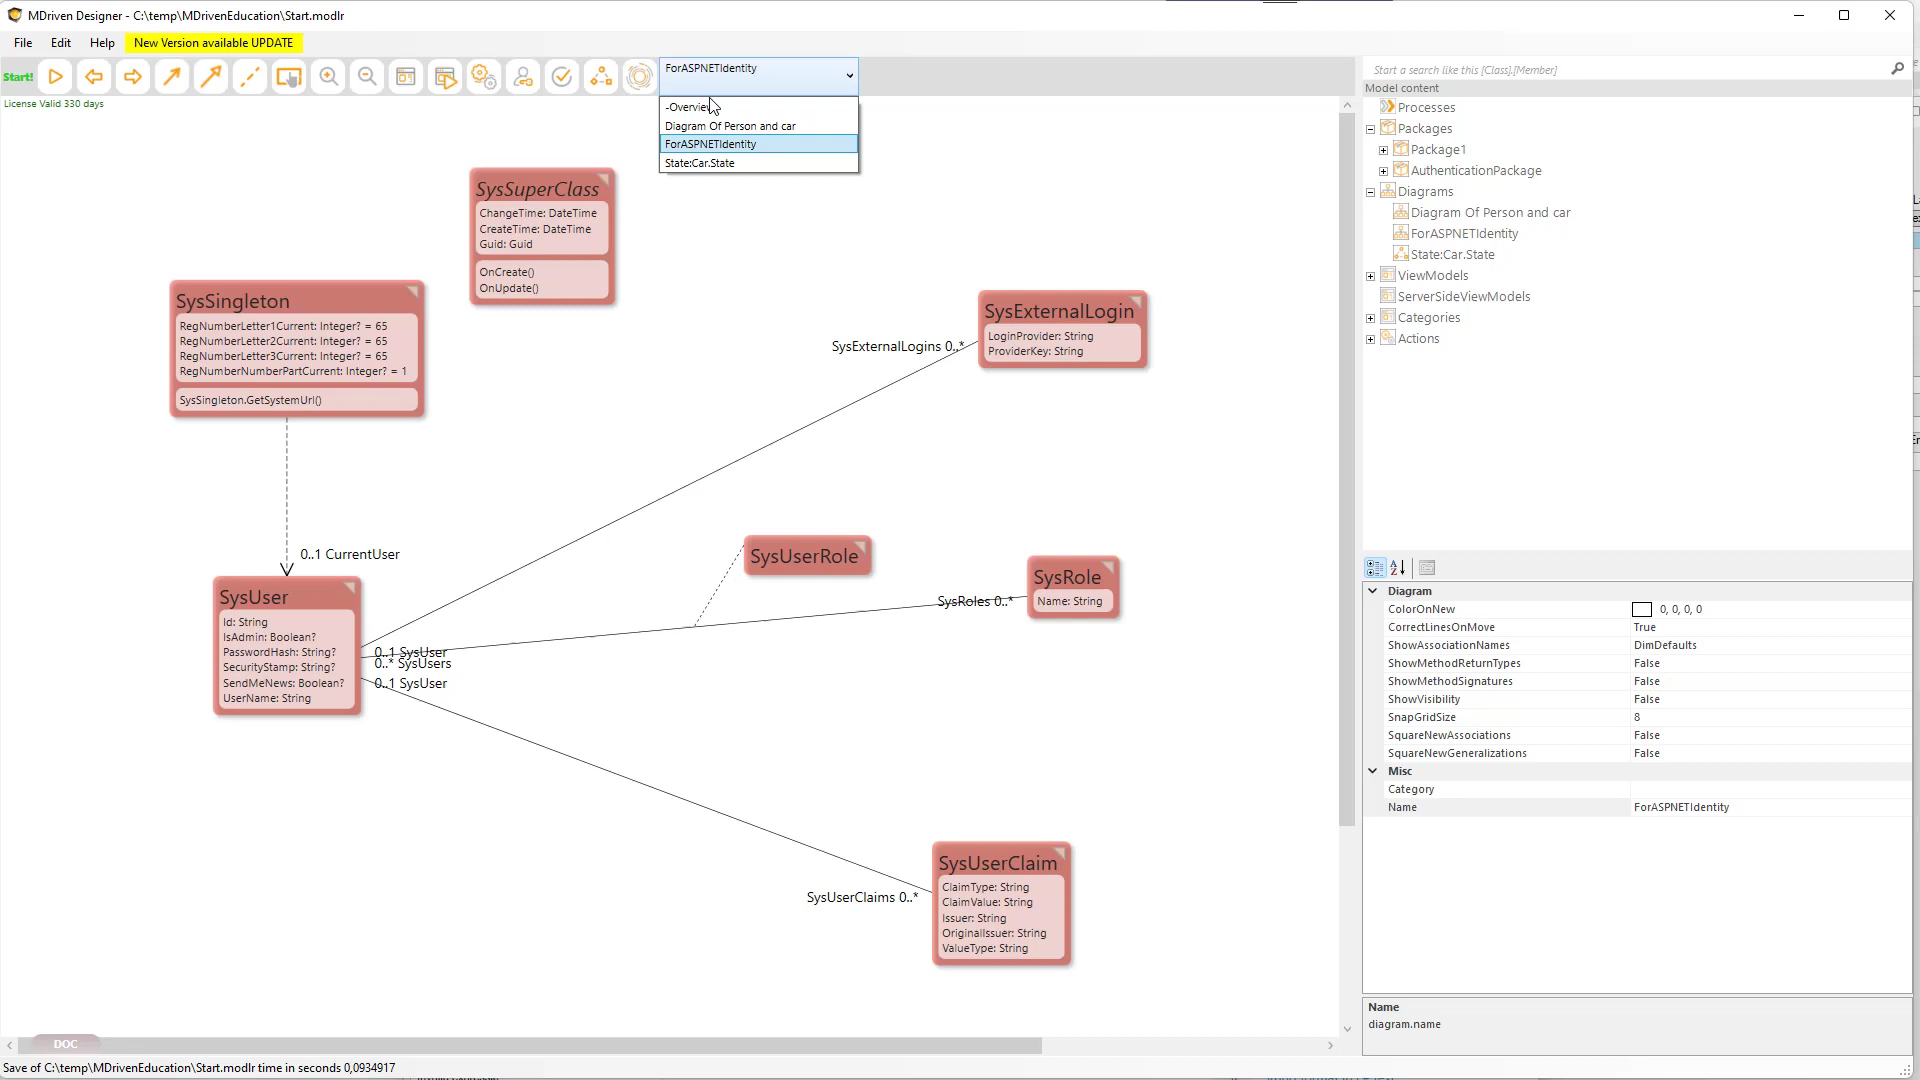 MDriven Designer - C:\temp\MDrivenEducation\Start.modlr
File Edit Help New Version available UPDATE
Start!
ForASPNETIdentity
License Valid 330 days
-Overview
Diagram Of Person and car
ForASPNETIdentity
State:Car.State
SysSuperClass
ChangeTime: DateTime
CreateTime: DateTime
Guid: Guid
OnCreate()
OnUpdate()
SysSingleton
RegNumberLetter1Current: Integer? = 65
RegNumberLetter2Current: Integer? = 65
RegNumberLetter3Current: Integer? = 65
RegNumberNumberPartCurrent: Integer? = 1
SysSingleton.GetSystemUrl()
SysExternalLogin
LoginProvider: String
ProviderKey: String
SysExternalLogins 0..*
0..1 CurrentUser
SysUserRole
SysRole
Name: String
SysRoles 0..*
SysUser
Id: String
IsAdmin: Boolean?
PasswordHash: String?
SecurityStamp: String?
SendMeNews: Boolean?
UserName: String
0..1 SysUser
0..* SysUsers
0..1 SysUser
SysUserClaim
ClaimType: String
ClaimValue: String
Issuer: String
OriginalIssuer: String
ValueType: String
SysUserClaims 0..*
DOC
Save of C:\temp\MDrivenEducation\Start.modlr time in seconds 0,0934917
Start a search like this [Class].[Member]
Model content
Processes
Packages
Package1
AuthenticationPackage
Diagrams
Diagram Of Person and car
ForASPNETIdentity
State:Car.State
ViewModels
ServerSideViewModels
Categories
Actions
Diagram
ColorOnNew 0, 0, 0, 0
CorrectLinesOnMove True
ShowAssociationNames DimDefaults
ShowMethodReturnTypes False
ShowMethodSignatures False
ShowVisibility False
SnapGridSize 8
SquareNewAssociations False
SquareNewGeneralizations False
Misc
Category
Name ForASPNETIdentity
Name
diagram.name